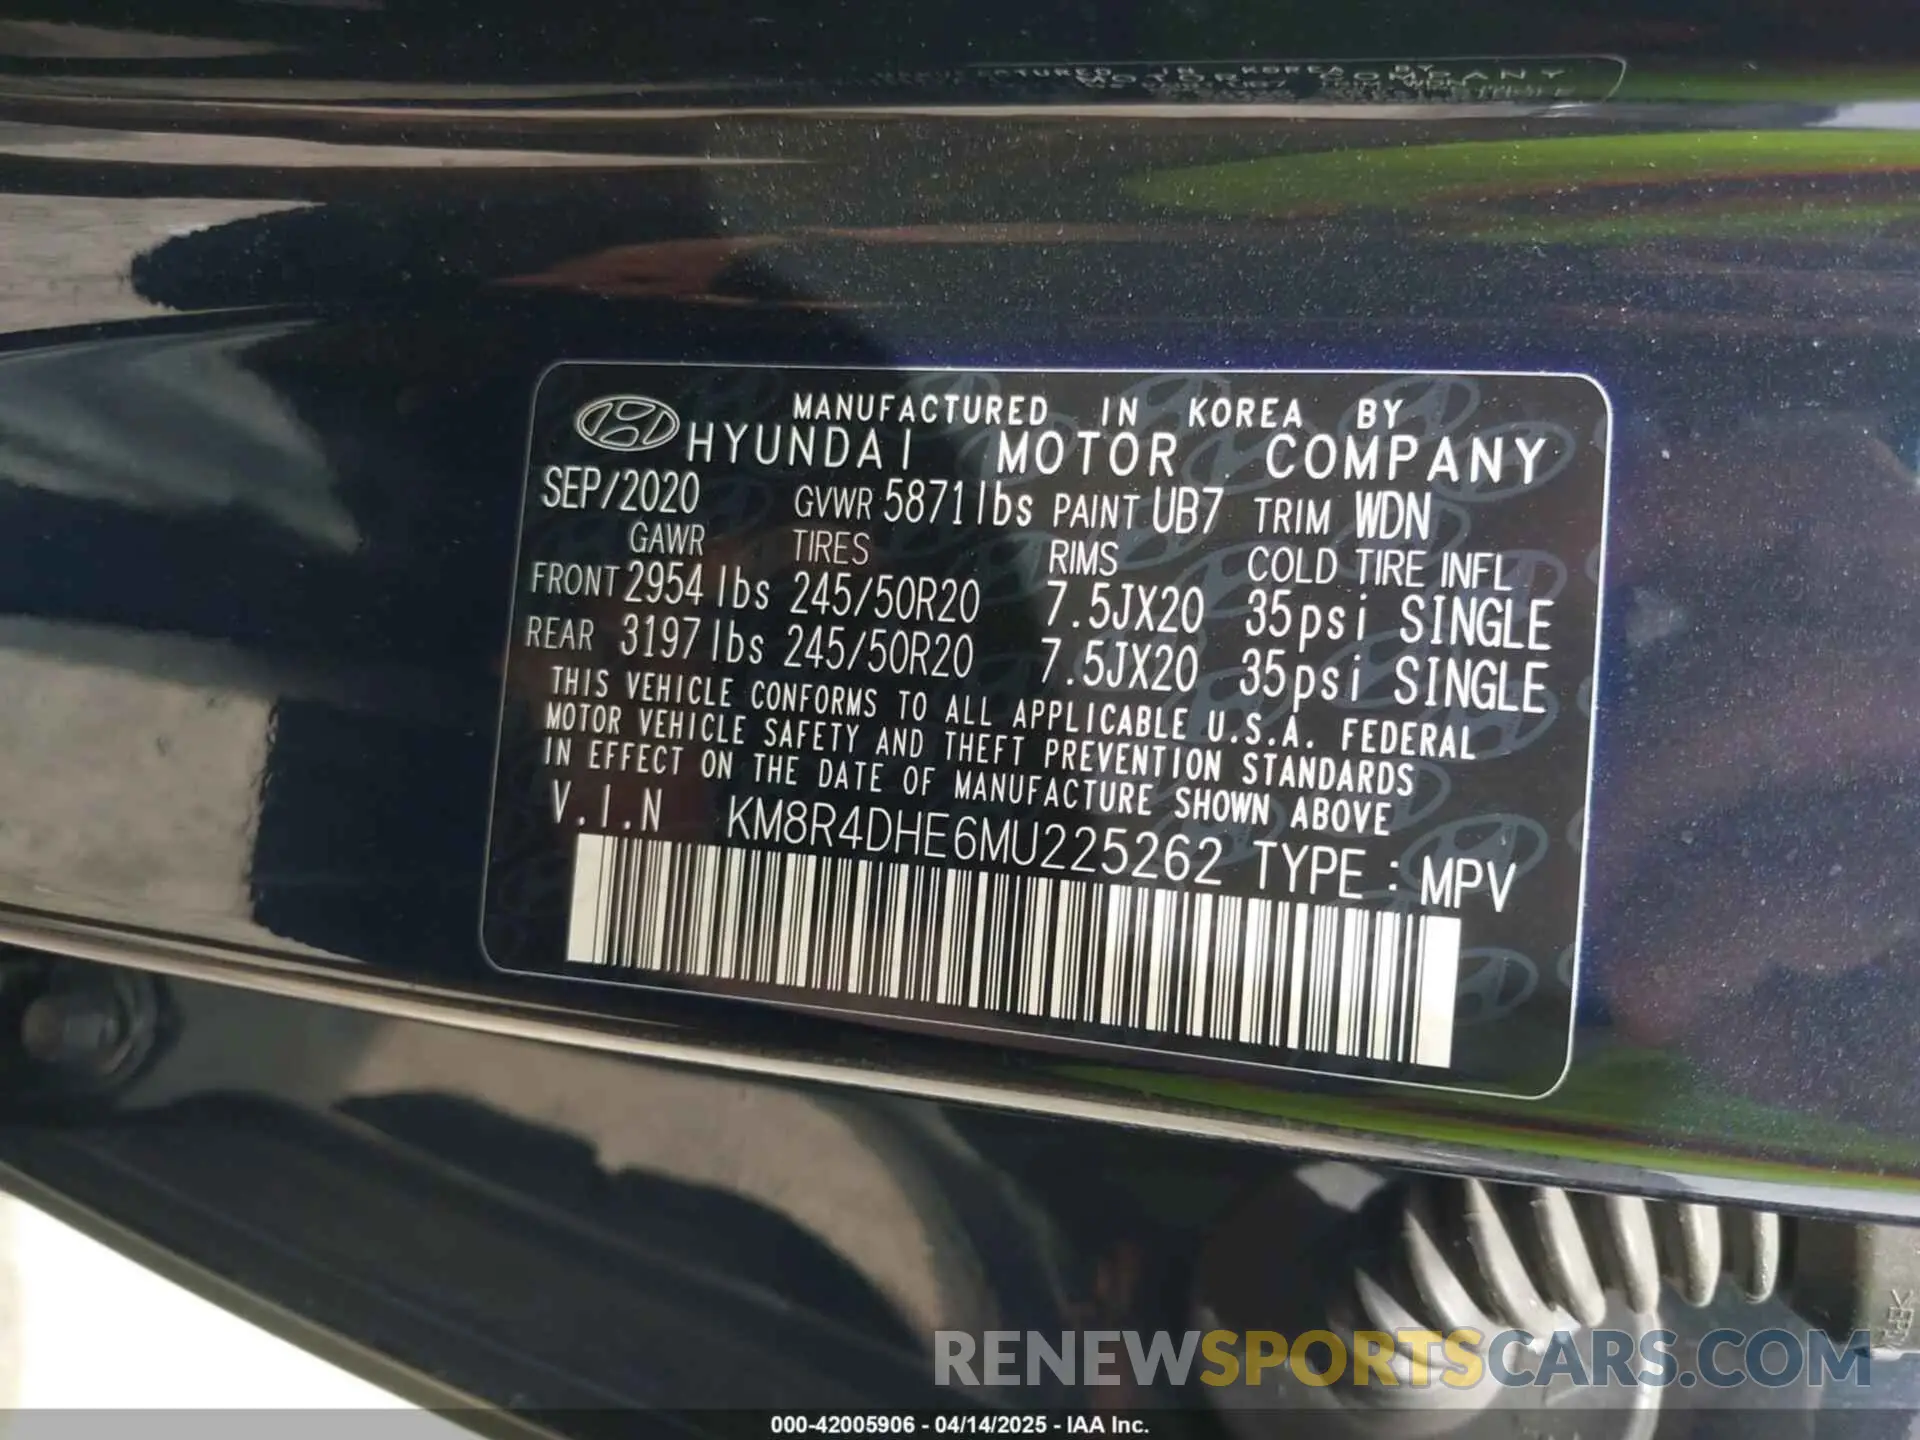 MANUFACTURED IN KOREA BY
HYUNDAI MOTOR COMPANY
SEP/2020 GVWR 5871lbs PAINT UB7 TRIM WDN
GAWR TIRES RIMS COLD TIRE INFL
FRONT 2954lbs 245/50R20 7.5JX20 35psi SINGLE
REAR 3197lbs 245/50R20 7.5JX20 35psi SINGLE
THIS VEHICLE CONFORMS TO ALL APPLICABLE U.S.A. FEDERAL
MOTOR VEHICLE SAFETY AND THEFT PREVENTION STANDARDS
IN EFFECT ON THE DATE OF MANUFACTURE SHOWN ABOVE
V.I.N KM8R4DHE6MU225262 TYPE : MPV
RENEWSPORTSCARS.COM
000-42005906 - 04/14/2025 - IAA Inc.